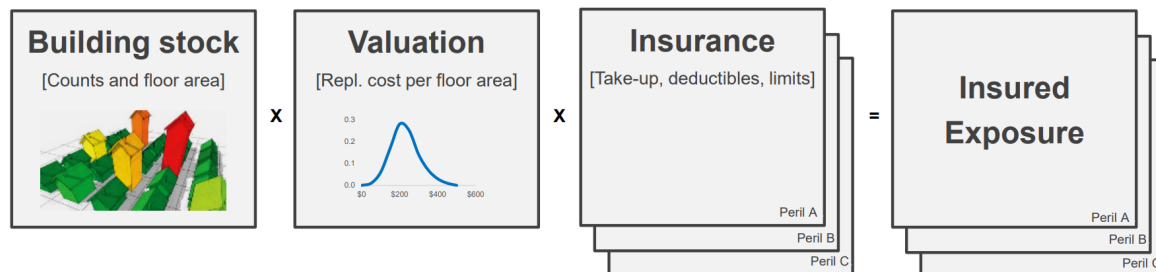 Building stock
[Counts and floor area]
x
Valuation
[Repl. cost per floor area]
0.3
0.2
0.1
0.0
$0
$200
$400
$600
x
Insurance
[Take-up, deductibles, limits]
Peril A
Peril B
Peril C
=
Insured
Exposure
Peril A
Peril B
Peril C